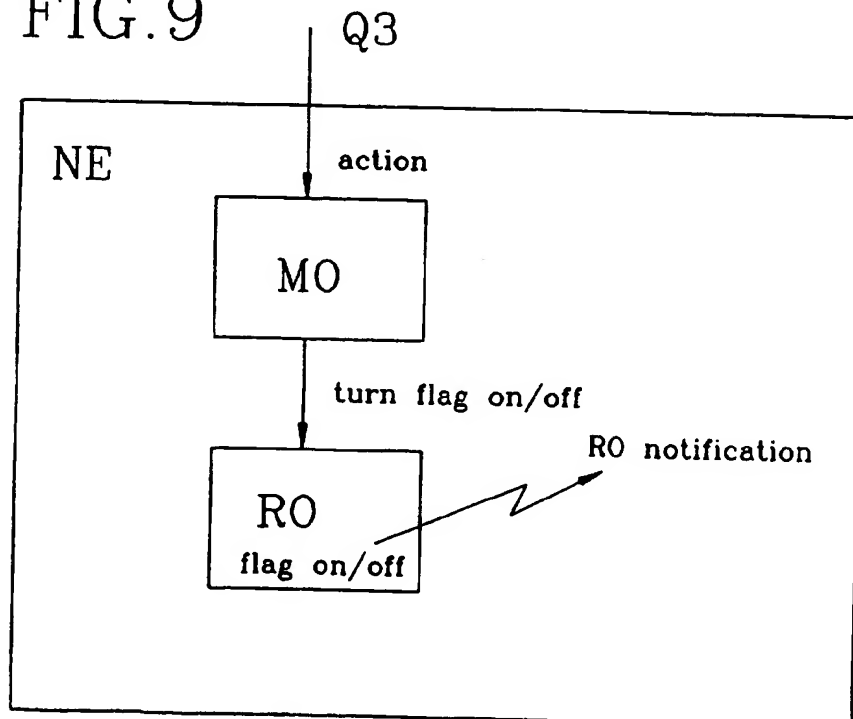 FIG.9
Q3
NE
action
MO
turn flag on/off
RO notification
RO
flag on/off